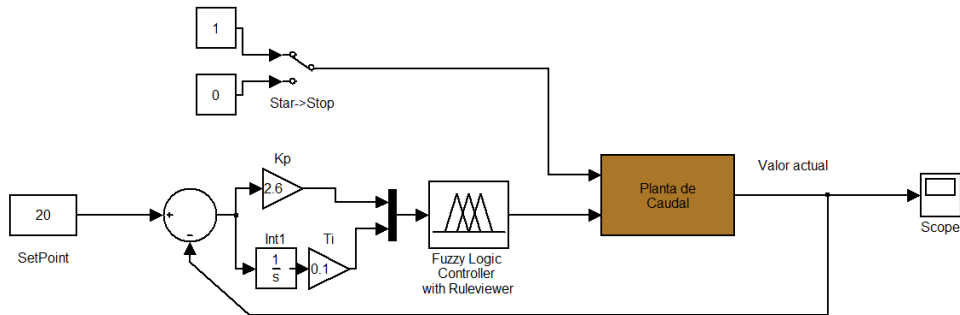 1
0
Star->Stop
Kp
2.6
20
SetPoint
+
-
Int1
1
s
Ti
0.1
Fuzzy Logic
Controller
with Ruleviewer
Planta de
Caudal
Valor actual
Scope